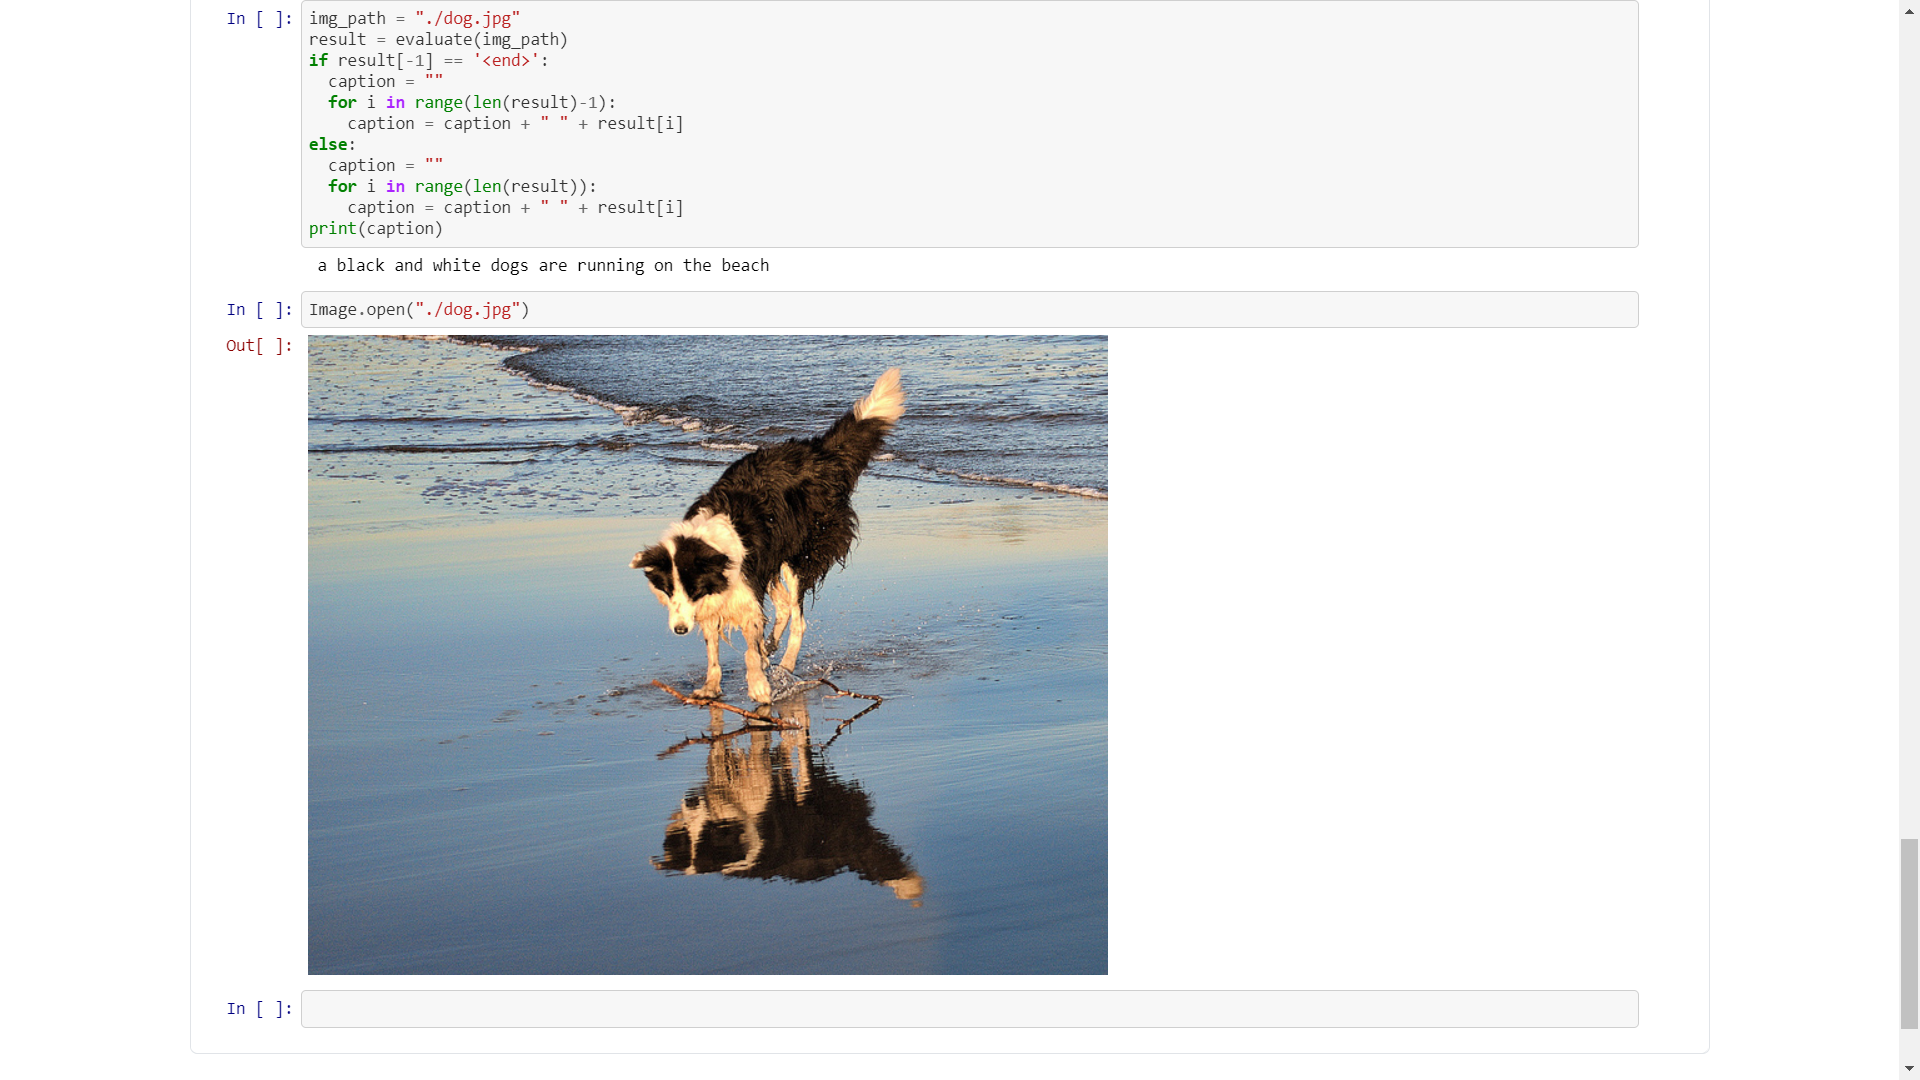 In [ ]: img_path = "./dog.jpg"
result = evaluate(img_path)
if result[-1] == '<end>':
  caption = ""
  for i in range(len(result)-1):
    caption = caption + " " + result[i]
else:
  caption = ""
  for i in range(len(result)):
    caption = caption + " " + result[i]
print(caption)
a black and white dogs are running on the beach
In [ ]: Image.open("./dog.jpg")
Out[ ]:
In [ ]: